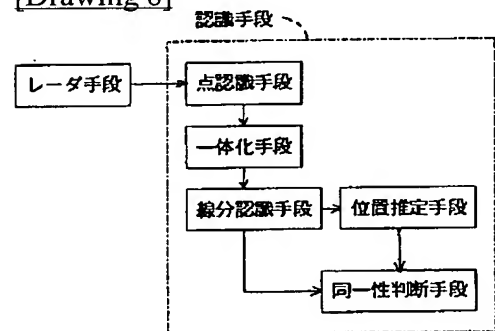 [Drawing 6]
認識手段
レーダ手段
点認識手段
一体化手段
線分認識手段
位置推定手段
同一性判断手段